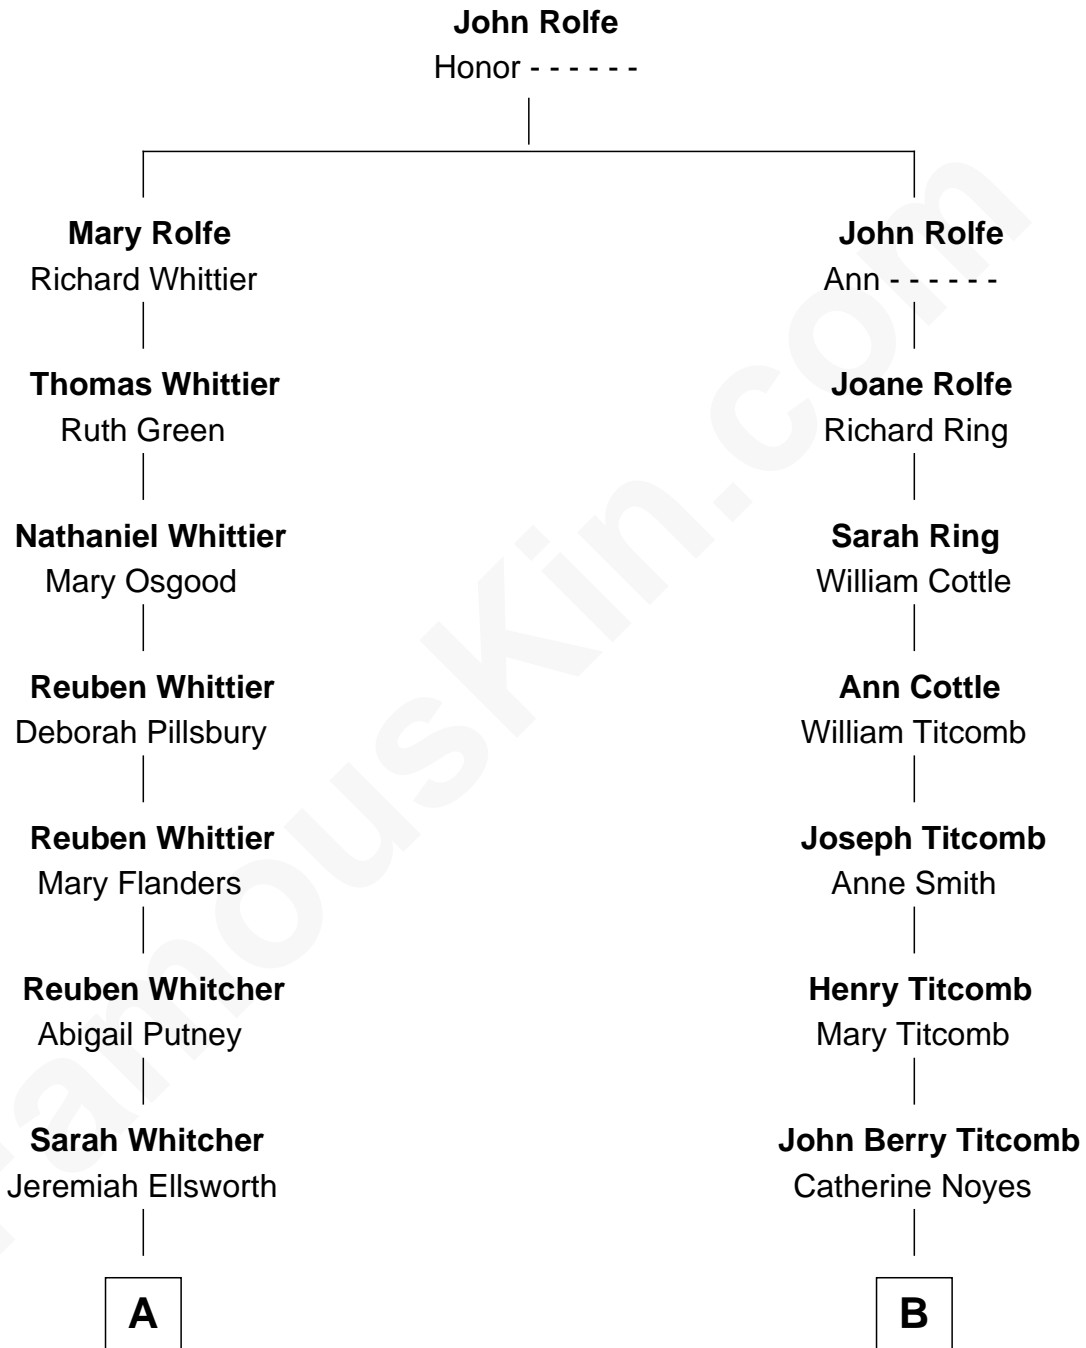 John Rolfe
Honor - - - - - -
Mary Rolfe
Richard Whittier
John Rolfe
Ann - - - - - -
Thomas Whittier
Ruth Green
Joane Rolfe
Richard Ring
Nathaniel Whittier
Mary Osgood
Sarah Ring
William Cottle
Reuben Whittier
Deborah Pillsbury
Ann Cottle
William Titcomb
Reuben Whittier
Mary Flanders
Joseph Titcomb
Anne Smith
Reuben Whitcher
Abigail Putney
Henry Titcomb
Mary Titcomb
Sarah Whitcher
Jeremiah Ellsworth
John Berry Titcomb
Catherine Noyes
A
B
FamousKin.com